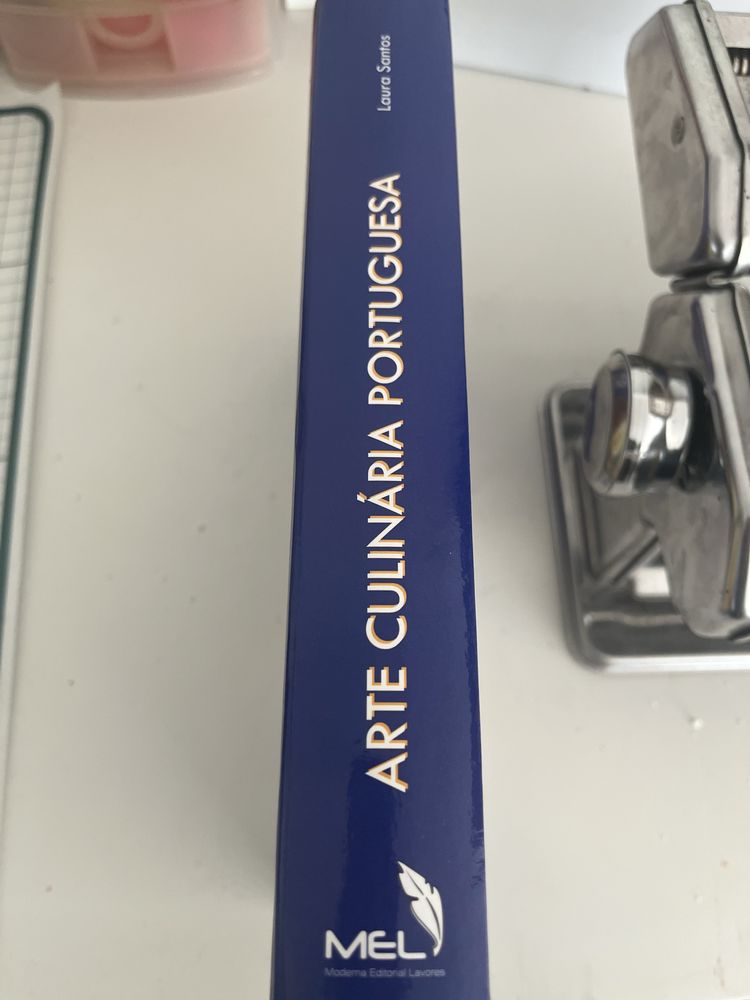 Laura Santos
ARTE CULINÁRIA PORTUGUESA
MEL
Moderna Editorial Lavores